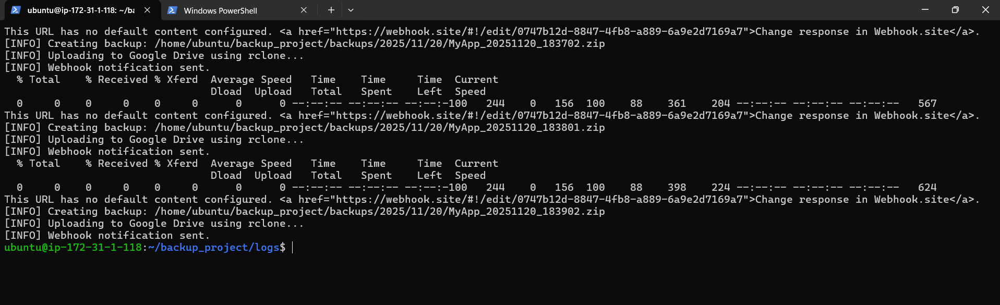 ubuntu@ip-172-31-1-118: ~/ba
Windows PowerShell
This URL has no default content configured. <a href="https://webhook.site/#!/edit/0747b12d-8847-4fb8-a889-6a9e2d7169a7">Change response in Webhook.site</a>.
[INFO] Creating backup: /home/ubuntu/backup_project/backups/2025/11/20/MyApp_20251120_183702.zip
[INFO] Uploading to Google Drive using rclone...
[INFO] Webhook notification sent.
  % Total    % Received % Xferd  Average Speed   Time    Time     Time  Current
                                 Dload  Upload   Total   Spent    Left  Speed
  0     0    0     0    0     0      0      0 --:--:-- --:--:-- --:--:-100   244    0   156  100    88    361    204 --:--:-- --:--:-- --:--:--   567
This URL has no default content configured. <a href="https://webhook.site/#!/edit/0747b12d-8847-4fb8-a889-6a9e2d7169a7">Change response in Webhook.site</a>.
[INFO] Creating backup: /home/ubuntu/backup_project/backups/2025/11/20/MyApp_20251120_183801.zip
[INFO] Uploading to Google Drive using rclone...
[INFO] Webhook notification sent.
  % Total    % Received % Xferd  Average Speed   Time    Time     Time  Current
                                 Dload  Upload   Total   Spent    Left  Speed
  0     0    0     0    0     0      0      0 --:--:-- --:--:-- --:--:-100   244    0   156  100    88    398    224 --:--:-- --:--:-- --:--:--   624
This URL has no default content configured. <a href="https://webhook.site/#!/edit/0747b12d-8847-4fb8-a889-6a9e2d7169a7">Change response in Webhook.site</a>.
[INFO] Creating backup: /home/ubuntu/backup_project/backups/2025/11/20/MyApp_20251120_183902.zip
[INFO] Uploading to Google Drive using rclone...
[INFO] Webhook notification sent.
ubuntu@ip-172-31-1-118:~/backup_project/logs$